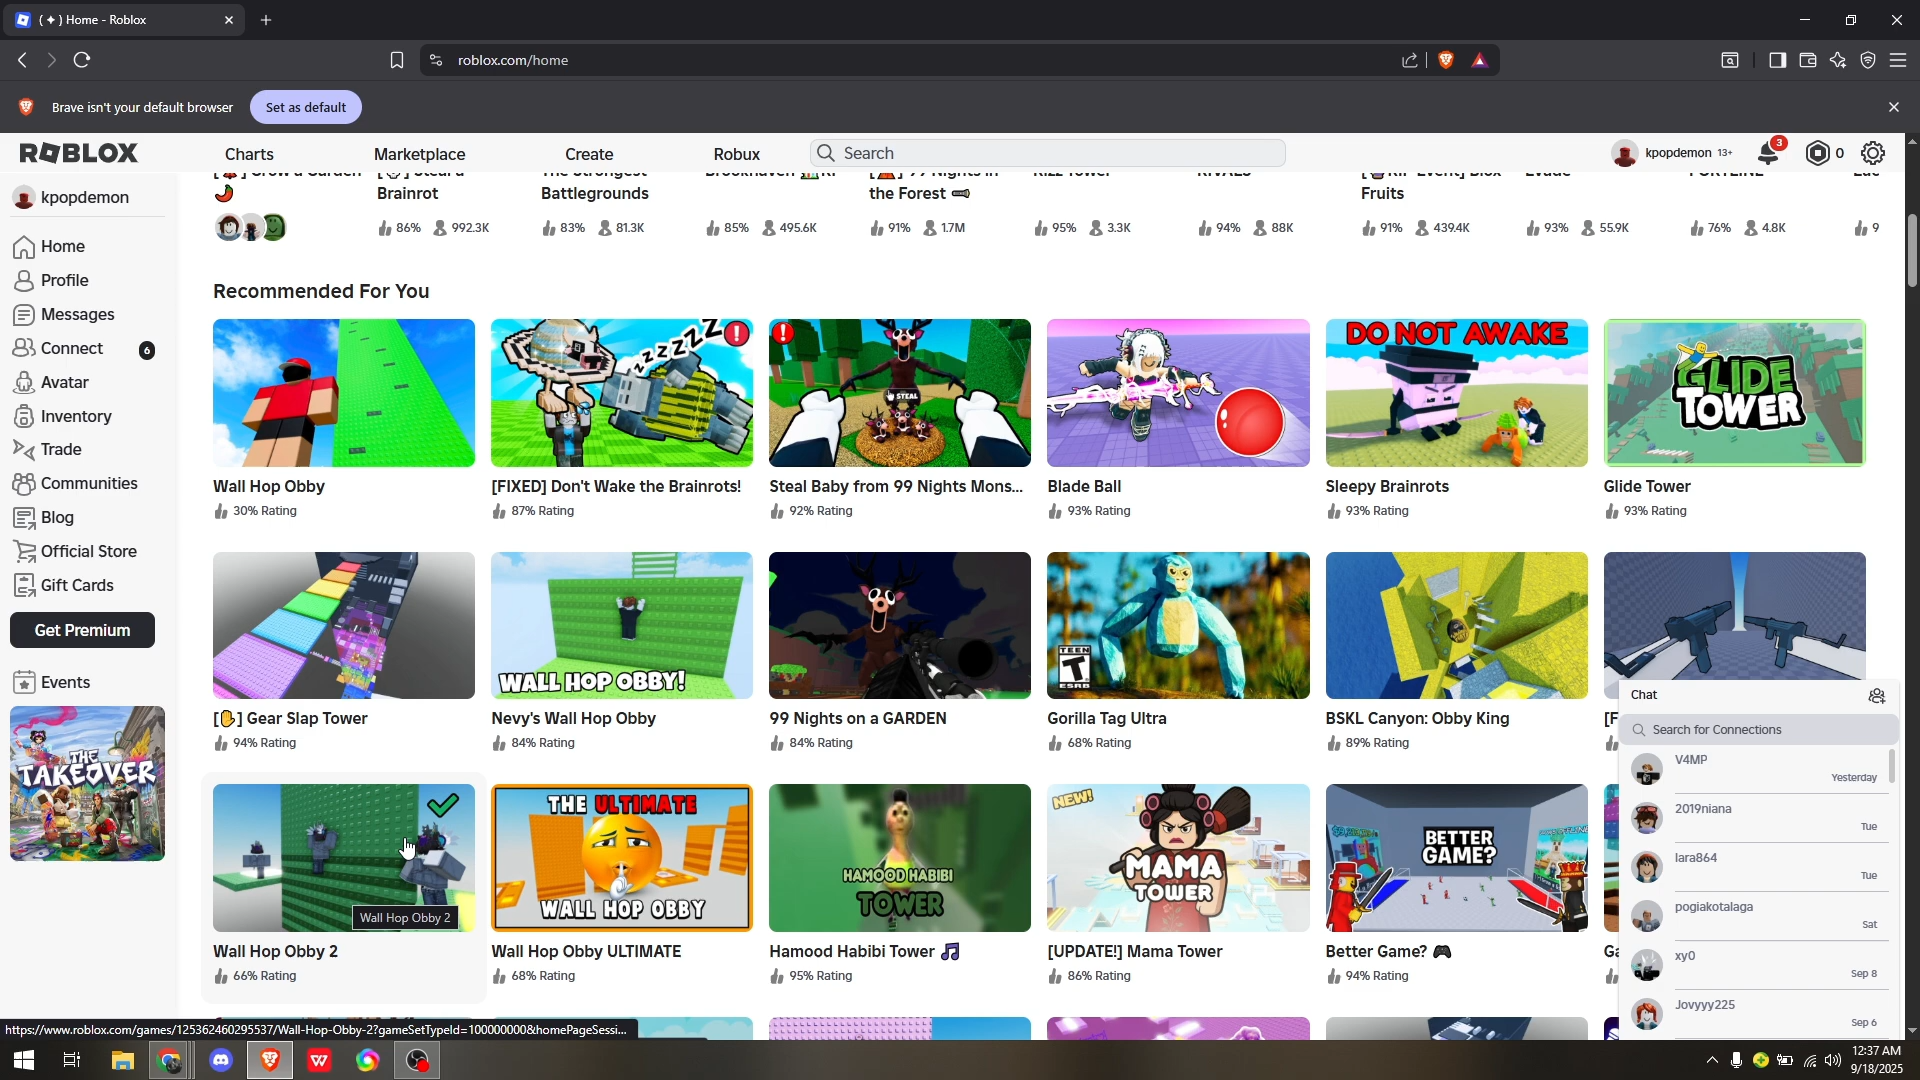 ( ✦ ) Home - Roblox
roblox.com/home
Brave isn't your default browser
Set as default
ROBLOX
Charts
Marketplace
Create
Robux
Search
kpopdemon 13+
3
0
kpopdemon
Home
Profile
Messages
Connect
6
Avatar
Inventory
Trade
Communities
Blog
Official Store
Gift Cards
Get Premium
Events
THE TAKEOVER
Brainrot
Battlegrounds
the Forest
Fruits
86% 992.3K
83% 81.3K
85% 495.6K
91% 1.7M
95% 3.3K
94% 88K
91% 439.4K
93% 55.9K
76% 4.8K
9
Recommended For You
zzzzzz
STEAL
DO NOT AWAKE
GLIDE
TOWER
Wall Hop Obby
[FIXED] Don't Wake the Brainrots!
Steal Baby from 99 Nights Mons...
Blade Ball
Sleepy Brainrots
Glide Tower
30% Rating
87% Rating
92% Rating
93% Rating
93% Rating
93% Rating
WALL HOP OBBY!
TEEN
T
ESRB
[✋] Gear Slap Tower
Nevy's Wall Hop Obby
99 Nights on a GARDEN
Gorilla Tag Ultra
BSKL Canyon: Obby King
[F
94% Rating
84% Rating
84% Rating
68% Rating
89% Rating
Wall Hop Obby 2
THE ULTIMATE
WALL HOP OBBY
HAMOOD HABIBI
TOWER
NEW!
MAMA
TOWER
BETTER
GAME?
Wall Hop Obby 2
Wall Hop Obby ULTIMATE
Hamood Habibi Tower 🎵
[UPDATE!] Mama Tower
Better Game? 🎮
Ga
66% Rating
68% Rating
95% Rating
86% Rating
94% Rating
Chat
Search for Connections
V4MP
Yesterday
2019niana
Tue
lara864
Tue
pogiakotalaga
Sat
xy0
Sep 8
Jovyyy225
Sep 6
https://www.roblox.com/games/125362460295537/Wall-Hop-Obby-2?gameSetTypeId=100000000&homePageSessi...
12:37 AM
9/18/2025